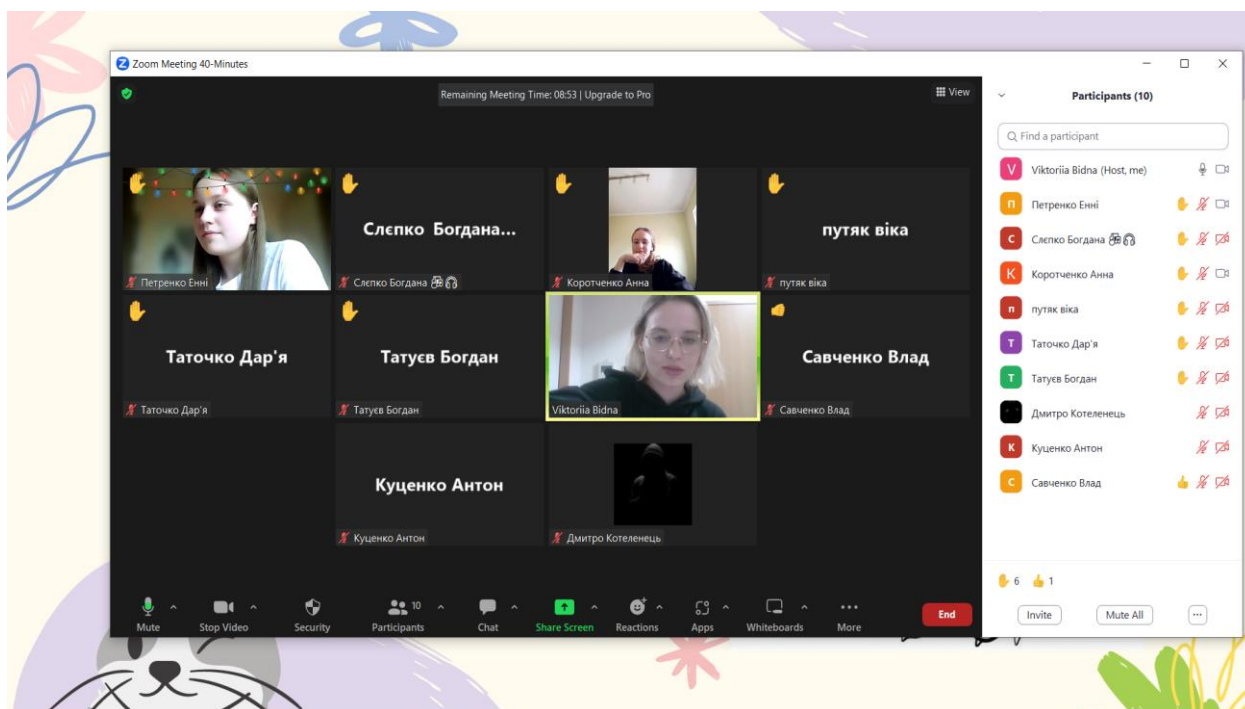 Zoom Meeting 40-Minutes
Remaining Meeting Time: 08:53 | Upgrade to Pro
View
Петренко Енні
Слєпко Богдана...
Слєпко Богдана
Коротченко Анна
путяк віка
путяк віка
Таточко Дар'я
Таточко Дар'я
Татуєв Богдан
Татуєв Богдан
Viktoriia Bidna
Савченко Влад
Савченко Влад
Куценко Антон
Куценко Антон
Дмитро Котеленець
Mute
Stop Video
Security
10
Participants
Chat
Share Screen
Reactions
Apps
Whiteboards
More
End
Participants (10)
Find a participant
V Viktoriia Bidna (Host, me)
П Петренко Енні
С Слєпко Богдана
К Коротченко Анна
п путяк віка
Т Таточко Дар'я
Т Татуєв Богдан
Дмитро Котеленець
К Куценко Антон
С Савченко Влад
6 1
Invite
Mute All